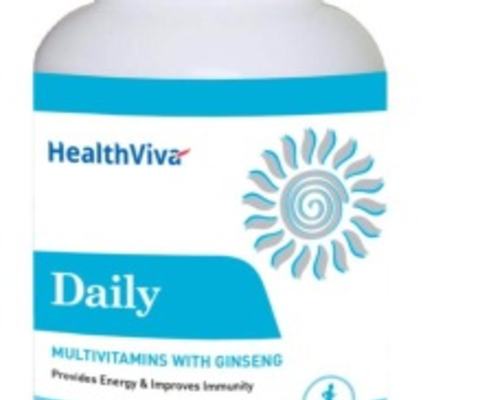 HealthViva
Daily
MULTIVITAMINS WITH GINSENG
Provides Energy & Improves Immunity